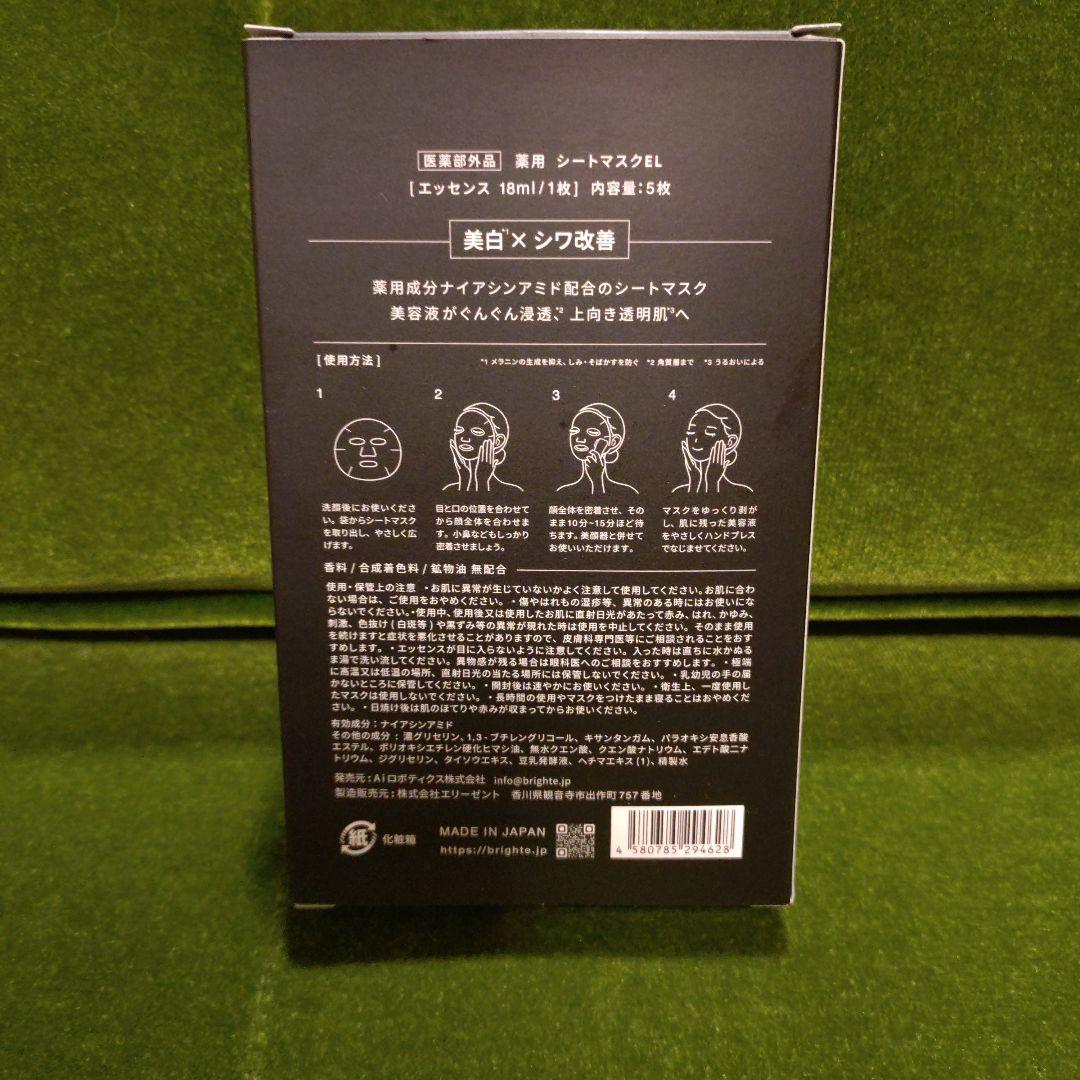 医薬部外品 薬用 シートマスクEL
[エッセンス 18ml/1枚] 内容量:5枚
美白*1× シワ改善
薬用成分ナイアシンアミド配合のシートマスク
美容液がぐんぐん浸透、*2 上向き透明肌*3へ
[使用方法] *1 メラニンの生成を抑え、しみ・そばかすを防ぐ *2 角質層まで *3 うるおいによる
1 2 3 4
洗顔後にお使いくださ
い。袋からシートマスク
を取り出し、やさしく広
げます。
目と口の位置を合わせて
から顔全体を合わせま
す。小鼻などもしっかり
密着させましょう。
顔全体を密着させ、その
まま10分~15分ほど待
ちます。美顔器と併せて
お使いいただけます。
マスクをゆっくり剥が
し、肌に残った美容液
をやさしくハンドプレス
でなじませてください。
香料/合成着色料/鉱物油 無配合
使用・保管上の注意 ・お肌に異常が生じていないかよく注意して使用してください。お肌に合わ
ない場合は、ご使用をおやめください。・傷やはれもの湿疹等、異常のある時にはお使いにな
らないでください。・使用中、使用後又は使用したお肌に直射日光があたって赤み、はれ、かゆみ、
刺激、色抜け(白斑等)や黒ずみ等の異常が現れた時は使用を中止してください。そのまま使用
を続けますと症状を悪化させることがありますので、皮膚科専門医等にご相談されることをおす
すめします。・エッセンスが目に入らないように注意してください。入った時は直ちに水かぬる
ま湯で洗い流してください。異物感が残る場合は眼科医へのご相談をおすすめします。・極端
に高温又は低温の場所、直射日光の当たる場所には保管しないでください。・乳幼児の手の届
かないところに保管してください。・開封後は速やかにお使いください。・衛生上、一度使用し
たマスクは使用しないでください。・長時間の使用やマスクをつけたまま寝ることはおやめくだ
さい。・日焼け後は肌のほてりや赤みが収まってからお使いください。
有効成分:ナイアシンアミド
その他の成分:濃グリセリン、1,3-ブチレングリコール、キサンタンガム、パラオキシ安息香酸
エステル、ポリオキシエチレン硬化ヒマシ油、無水クエン酸、クエン酸ナトリウム、エデト酸二ナ
トリウム、ジグリセリン、タイソウエキス、豆乳発酵液、ヘチマエキス(1)、精製水
発売元:Aiロボティクス株式会社 info@brighte.jp
製造販売元:株式会社エリーゼント 香川県観音寺市出作町757番地
紙 化粧箱
MADE IN JAPAN
https://brighte.jp
4 580785 294628